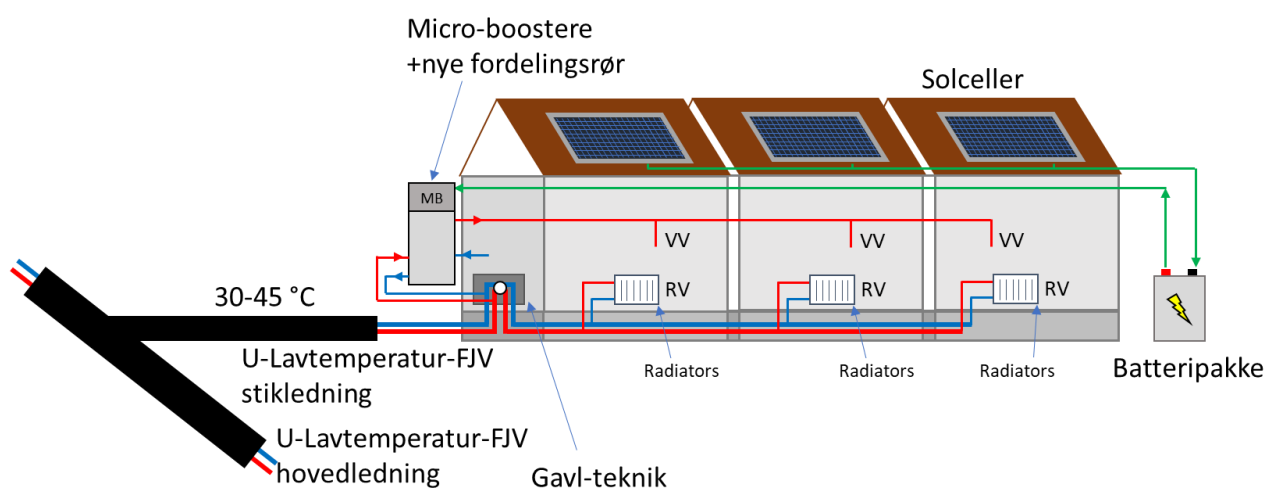 Micro-boostere
+nye fordelingsrør
Solceller
MB
VV
VV
VV
30-45 °C
RV
RV
RV
U-Lavtemperatur-FJV
stikledning
Radiators
Radiators
Radiators
Batteripakke
U-Lavtemperatur-FJV
hovedledning
Gavl-teknik